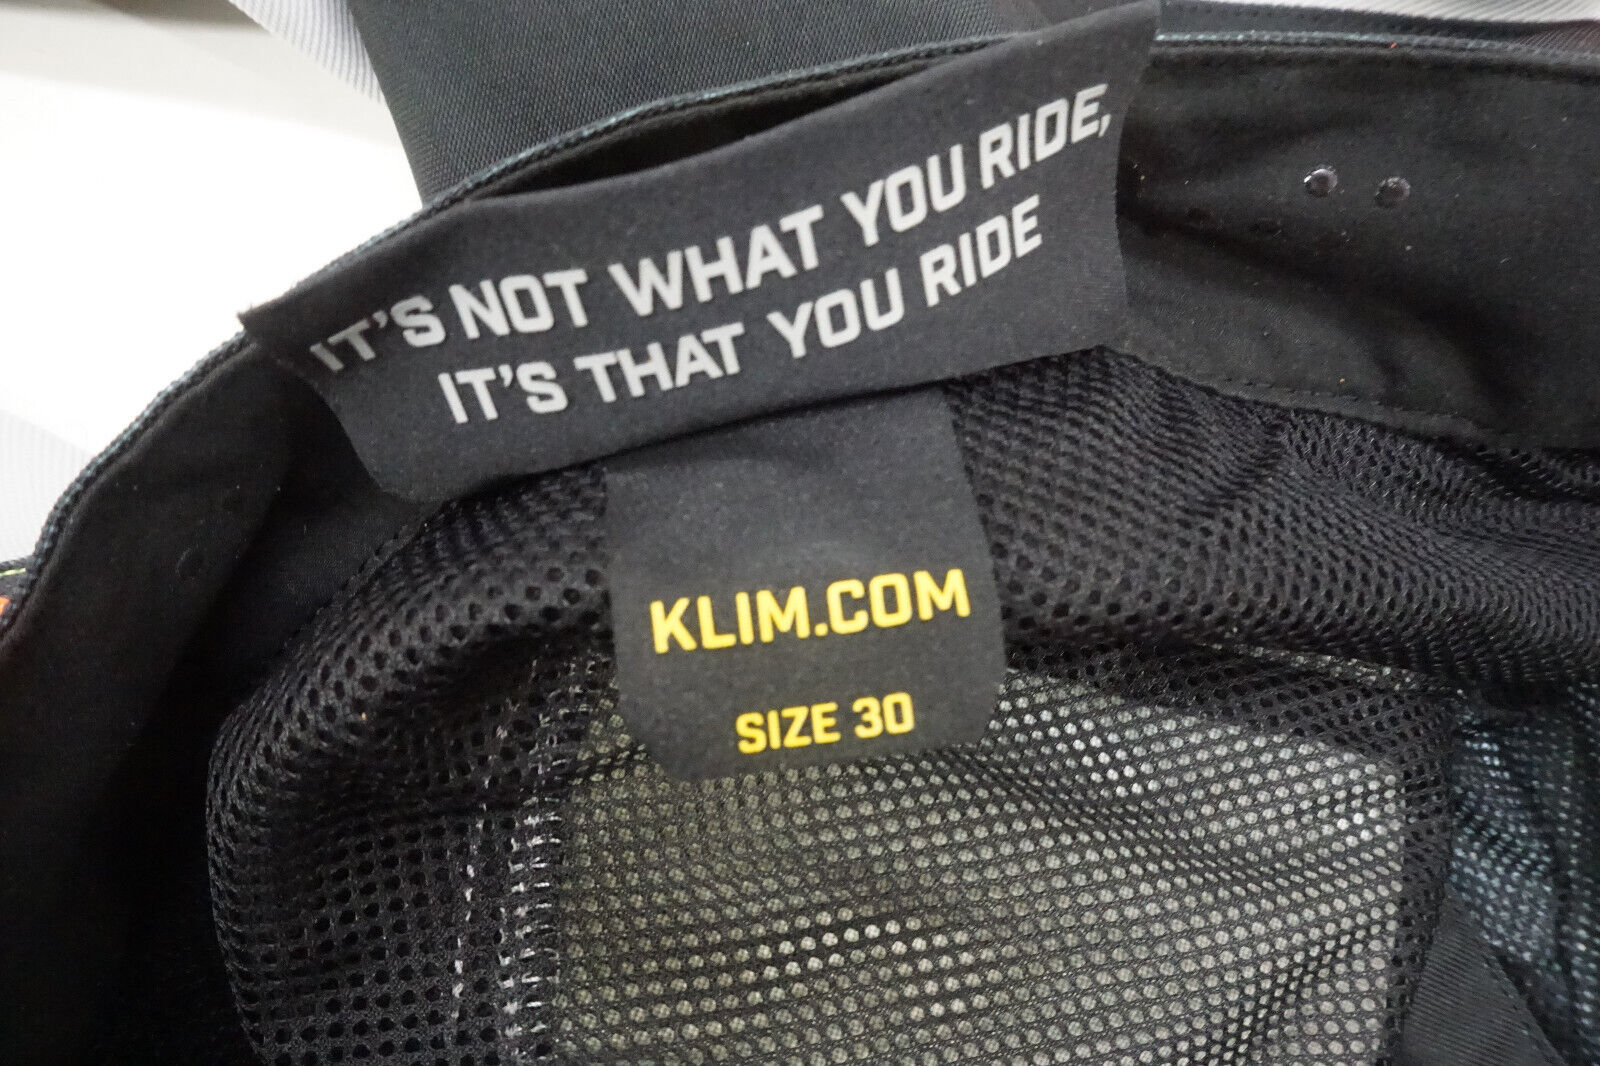 IT'S NOT WHAT YOU RIDE,
IT'S THAT YOU RIDE
KLIM.COM
SIZE 30